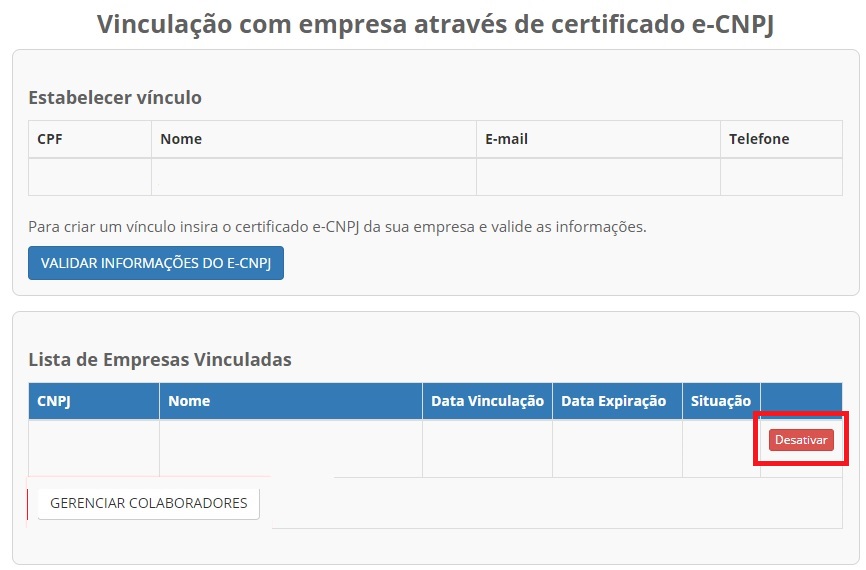 Vinculação com empresa através de certificado e-CNPJ
Estabelecer vínculo
CPF Nome E-mail Telefone
Para criar um vínculo insira o certificado e-CNPJ da sua empresa e valide as informações.
VALIDAR INFORMAÇÕES DO E-CNPJ
Lista de Empresas Vinculadas
CNPJ Nome Data Vinculação Data Expiração Situação
Desativar
GERENCIAR COLABORADORES